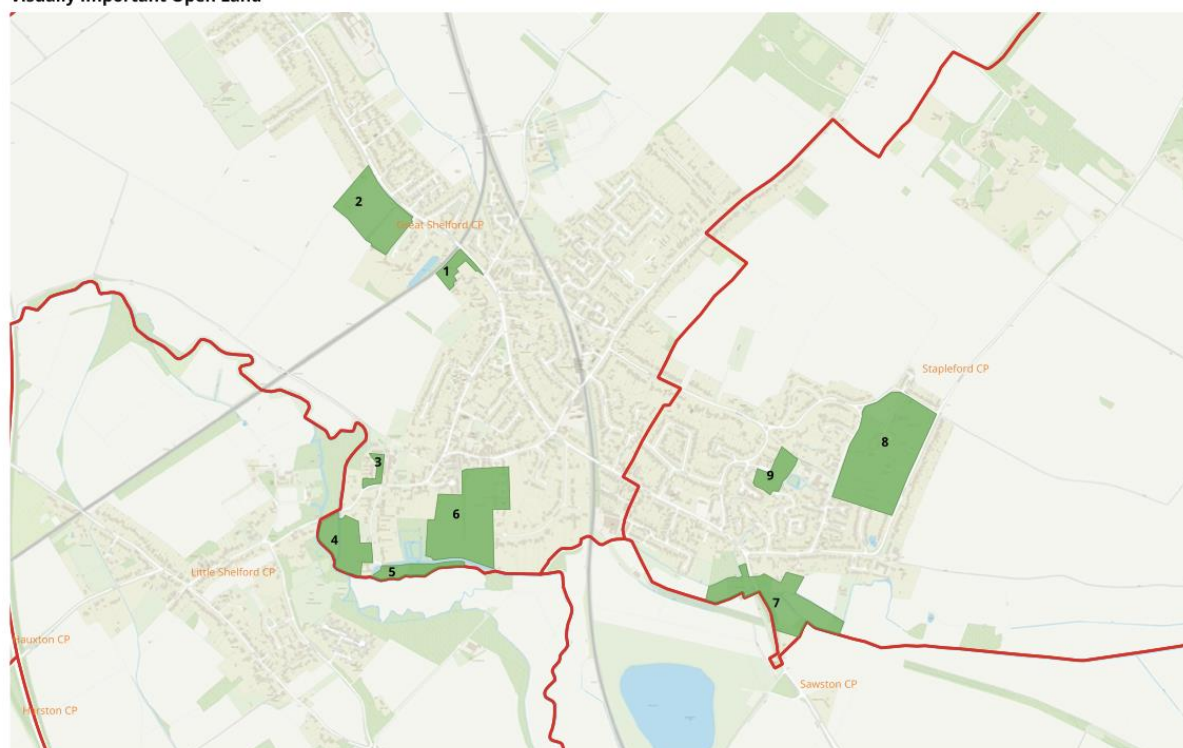 Visually Important Open Land
2
Great Shelford CP
1
Stapleford CP
8
3
9
6
4
5
Little Shelford CP
7
Hauxton CP
Sawston CP
Harston CP